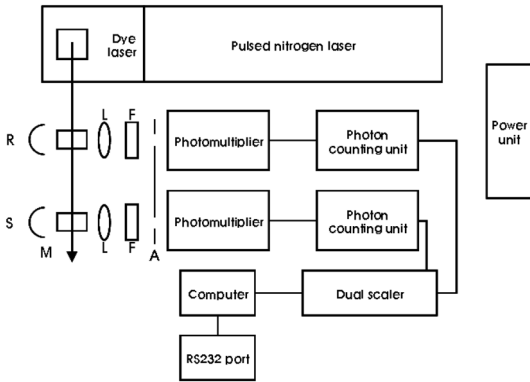 Dye
laser
Pulsed nitrogen laser
Power
unit
L F
R
Photomultiplier
Photon
counting unit
S
Photomultiplier
Photon
counting unit
M
L F
A
Computer
Dual scaler
RS232 port